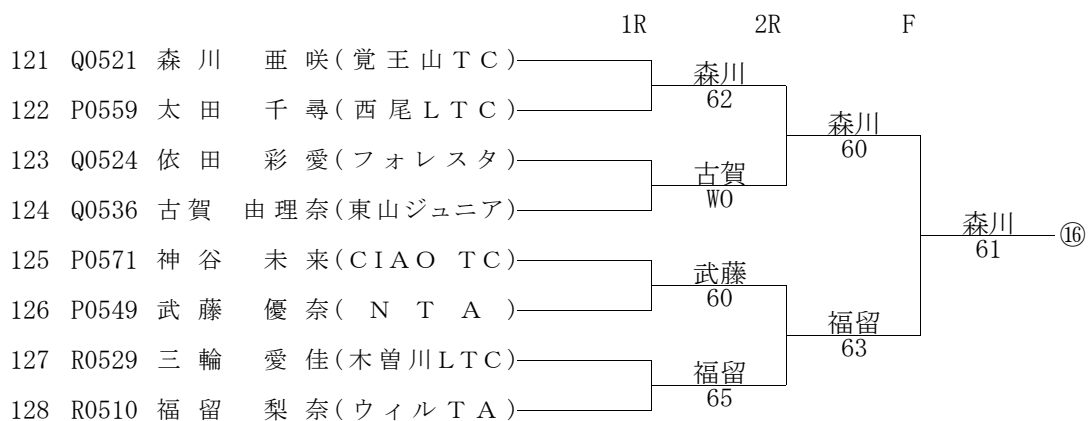 1R 2R F
121 Q0521 森川 亜咲(覚王山TC)
森川
62
122 P0559 太田 千尋(西尾LTC)
森川
60
123 Q0524 依田 彩愛(フォレスタ)
古賀
WO
124 Q0536 古賀 由理奈(東山ジュニア)
森川
61
⑯
125 P0571 神谷 未来(CIAO TC)
武藤
60
126 P0549 武藤 優奈( N T A )
福留
63
127 R0529 三輪 愛佳(木曽川LTC)
福留
65
128 R0510 福留 梨奈(ウィルTA)